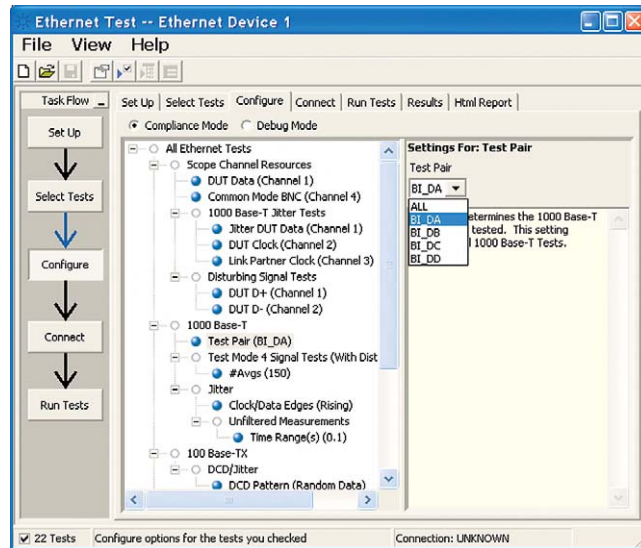 Ethernet Test -- Ethernet Device 1
File View Help
Task Flow
Set Up
Select Tests
Configure
Connect
Run Tests
Set Up Select Tests Configure Connect Run Tests Results Html Report
Compliance Mode Debug Mode
All Ethernet Tests
Scope Channel Resources
DUT Data (Channel 1)
Common Mode BNC (Channel 4)
1000 Base-T Jitter Tests
Jitter DUT Data (Channel 1)
DUT Clock (Channel 2)
Link Partner Clock (Channel 3)
Disturbing Signal Tests
DUT D+ (Channel 1)
DUT D- (Channel 2)
1000 Base-T
Test Pair (BI_DA)
Test Mode 4 Signal Tests (With Dist
#Avgs (150)
Jitter
Clock/Data Edges (Rising)
Unfiltered Measurements
Time Range(s) (0.1)
100 Base-TX
DCD/Jitter
DCD Pattern (Random Data)
Settings For: Test Pair
Test Pair
BI_DA
ALL
BI_DA
BI_DB
BI_DC
BI_DD
etermines the 1000 Base-T
tested. This setting
1000 Base-T Tests.
22 Tests Configure options for the tests you checked Connection: UNKNOWN